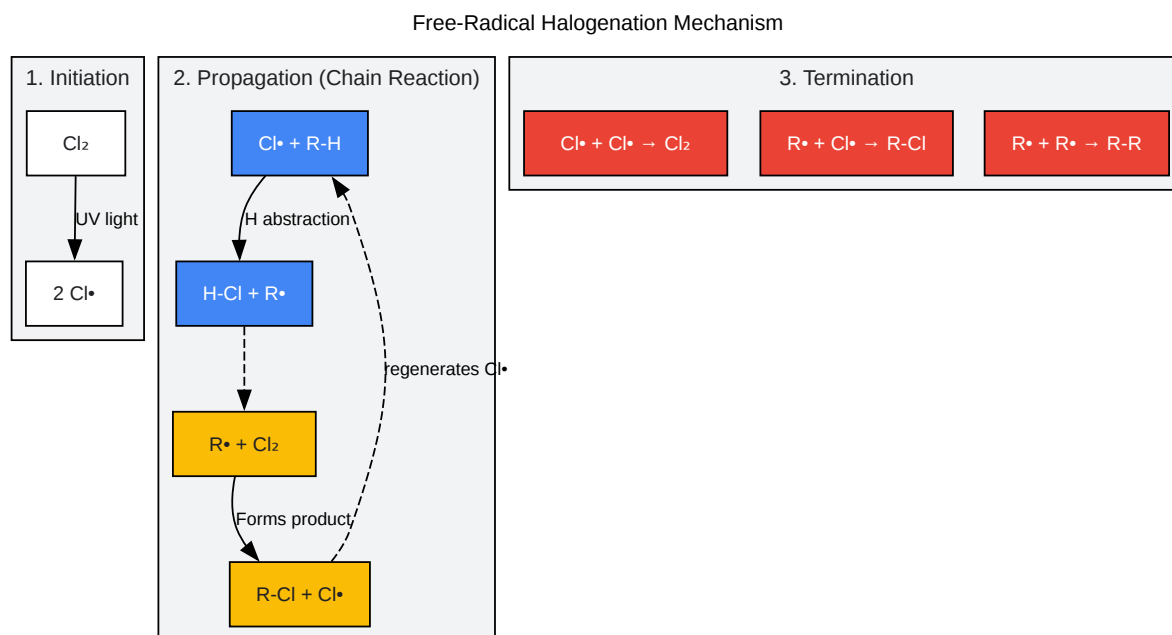 Free-Radical Halogenation Mechanism
1. Initiation
Cl₂
UV light
2 Cl•
2. Propagation (Chain Reaction)
Cl• + R-H
H abstraction
H-Cl + R•
regenerates Cl•
R• + Cl₂
Forms product
R-Cl + Cl•
3. Termination
Cl• + Cl• → Cl₂
R• + Cl• → R-Cl
R• + R• → R-R